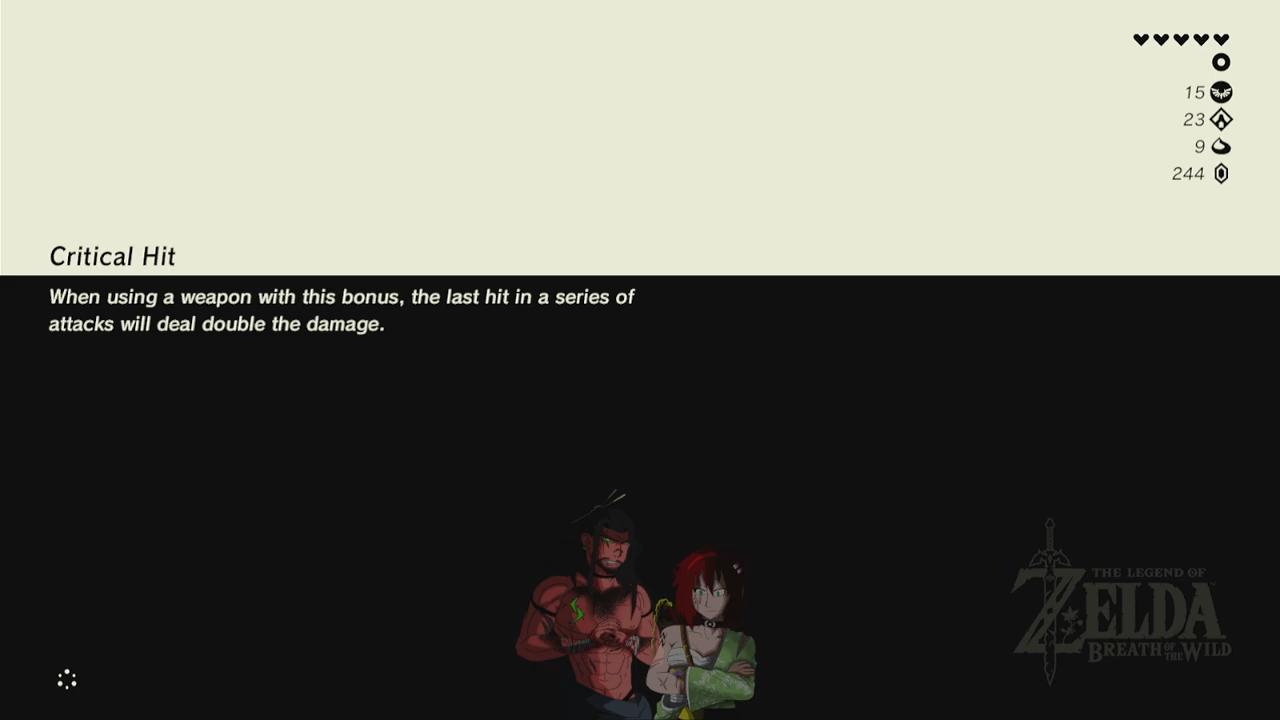 15
23
9
244
Critical Hit
When using a weapon with this bonus, the last hit in a series of
attacks will deal double the damage.
THE LEGEND OF
ZELDA
BREATH OF THE WILD